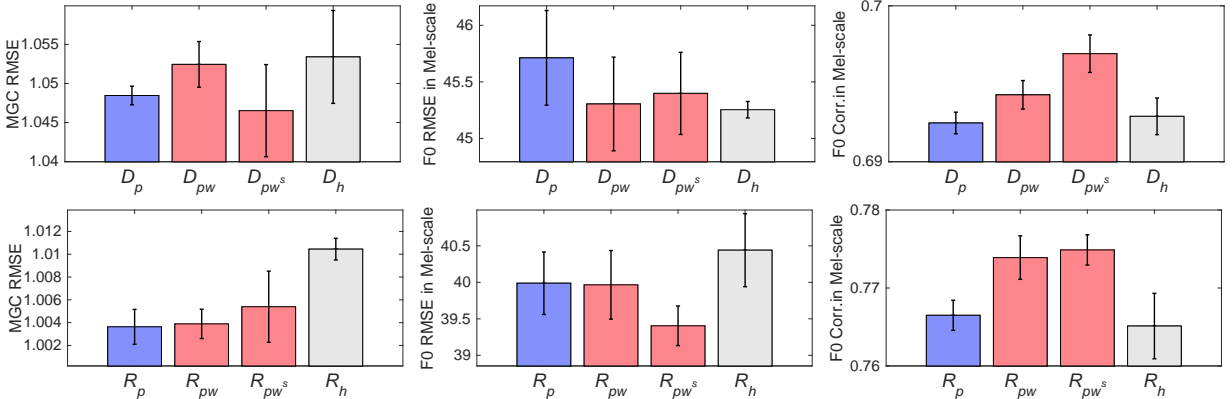 MGC RMSE
1.055
1.05
1.045
1.04
D_p D_pw D_pw^s D_h
F0 RMSE in Mel-scale
46
45.5
45
D_p D_pw D_pw^s D_h
F0 Corr.in Mel-scale
0.7
0.69
D_p D_pw D_pw^s D_h
MGC RMSE
1.012
1.01
1.008
1.006
1.004
1.002
R_p R_pw R_pw^s R_h
F0 RMSE in Mel-scale
40.5
40
39.5
39
R_p R_pw R_pw^s R_h
F0 Corr.in Mel-scale
0.78
0.77
0.76
R_p R_pw R_pw^s R_h